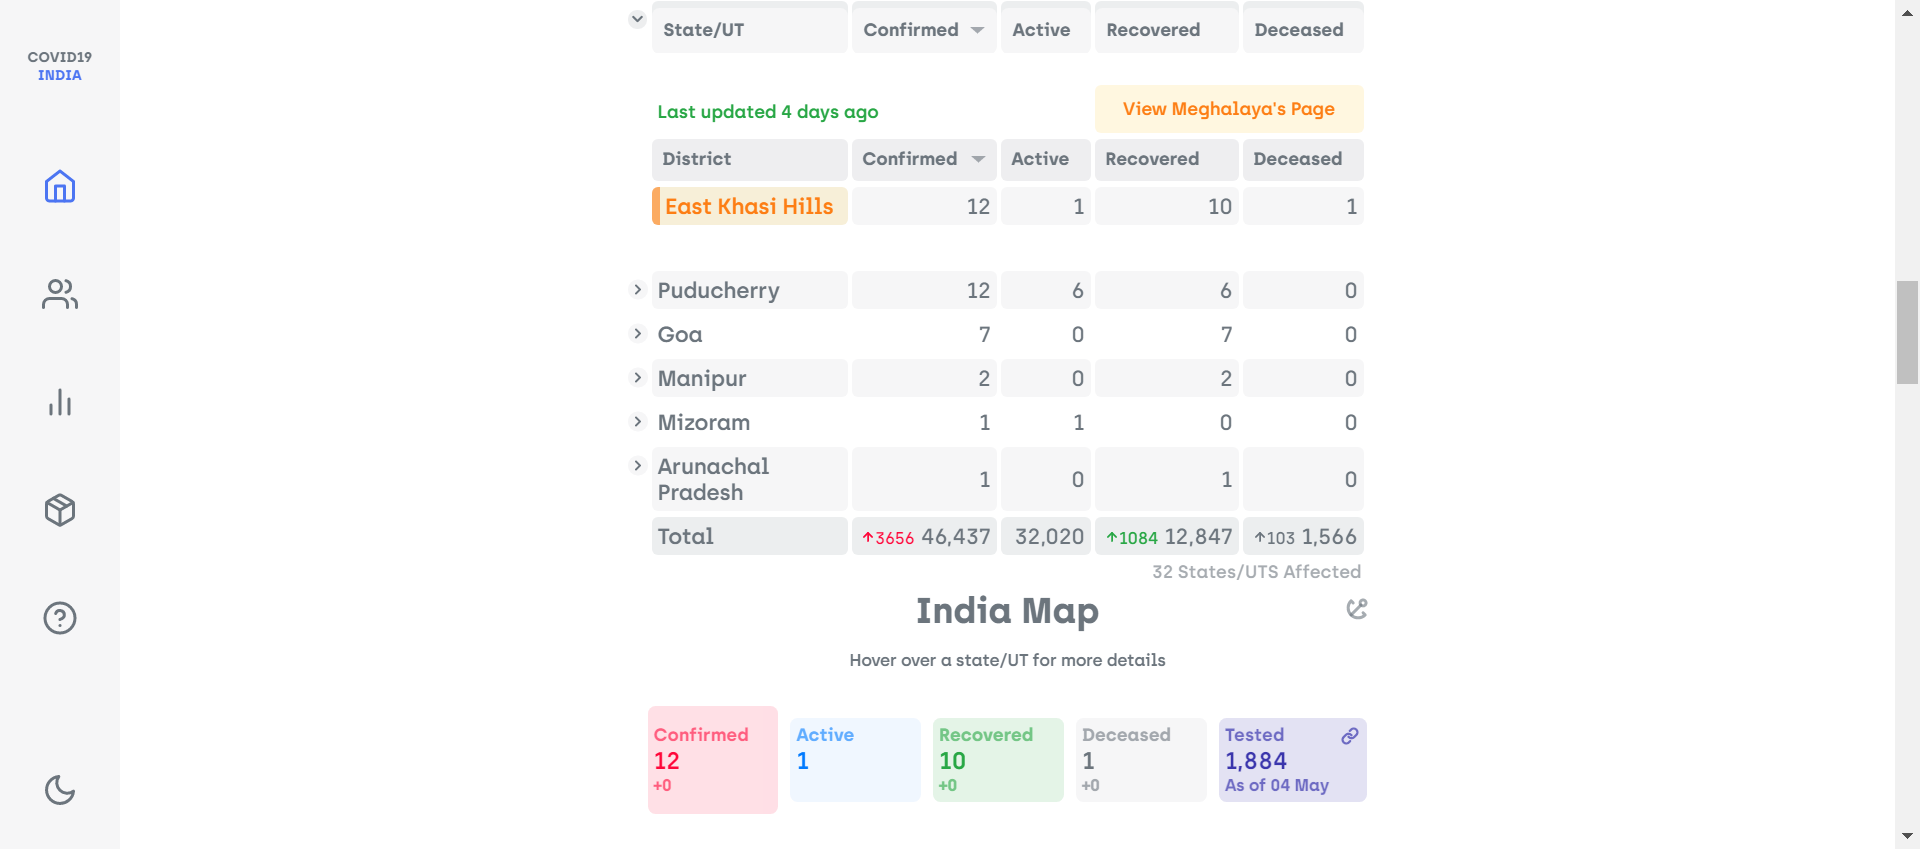 COVID19
INDIA
State/UT Confirmed Active Recovered Deceased
Last updated 4 days ago View Meghalaya's Page
District Confirmed Active Recovered Deceased
East Khasi Hills 12 1 10 1
Puducherry 12 6 6 0
Goa 7 0 7 0
Manipur 2 0 2 0
Mizoram 1 1 0 0
Arunachal
Pradesh 1 0 1 0
Total ↑3656 46,437 32,020 ↑1084 12,847 ↑103 1,566
32 States/UTS Affected
India Map
Hover over a state/UT for more details
Confirmed Active Recovered Deceased Tested
12 1 10 1 1,884
+0 +0 +0 As of 04 May